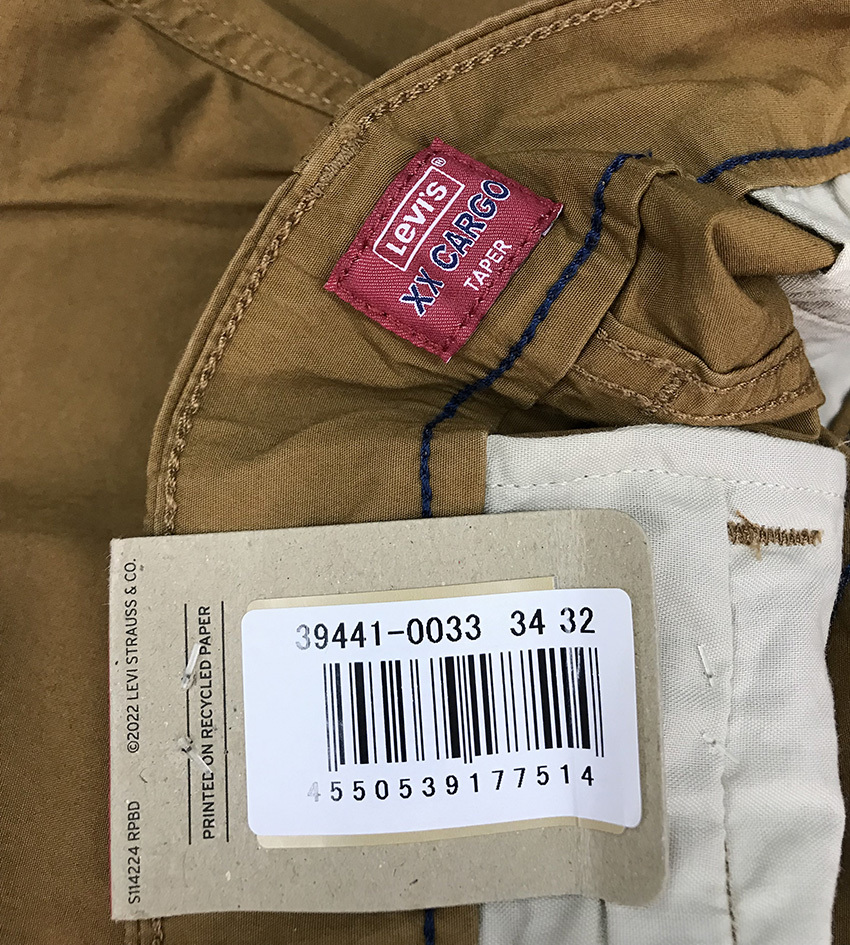 Levi's®
XX CARGO
TAPER
39441-0033 34 32
4550539177514
PRINTED ON RECYCLED PAPER
©2022 LEVI STRAUSS & CO.
S114224 RPBD